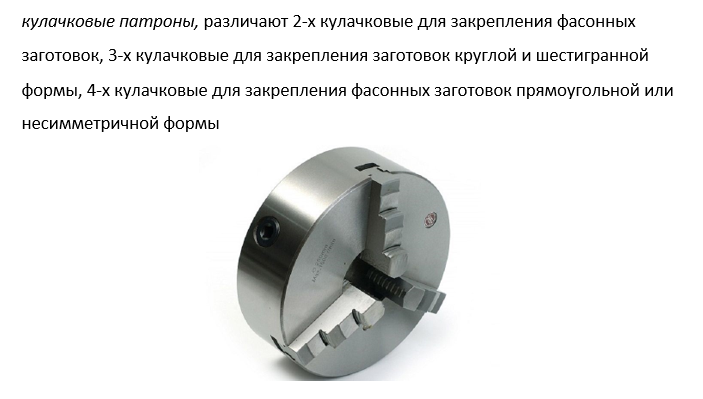 кулачковые патроны, различают 2-х кулачковые для закрепления фасонных
заготовок, 3-х кулачковые для закрепления заготовок круглой и шестигранной
формы, 4-х кулачковые для закрепления фасонных заготовок прямоугольной или
несимметричной формы